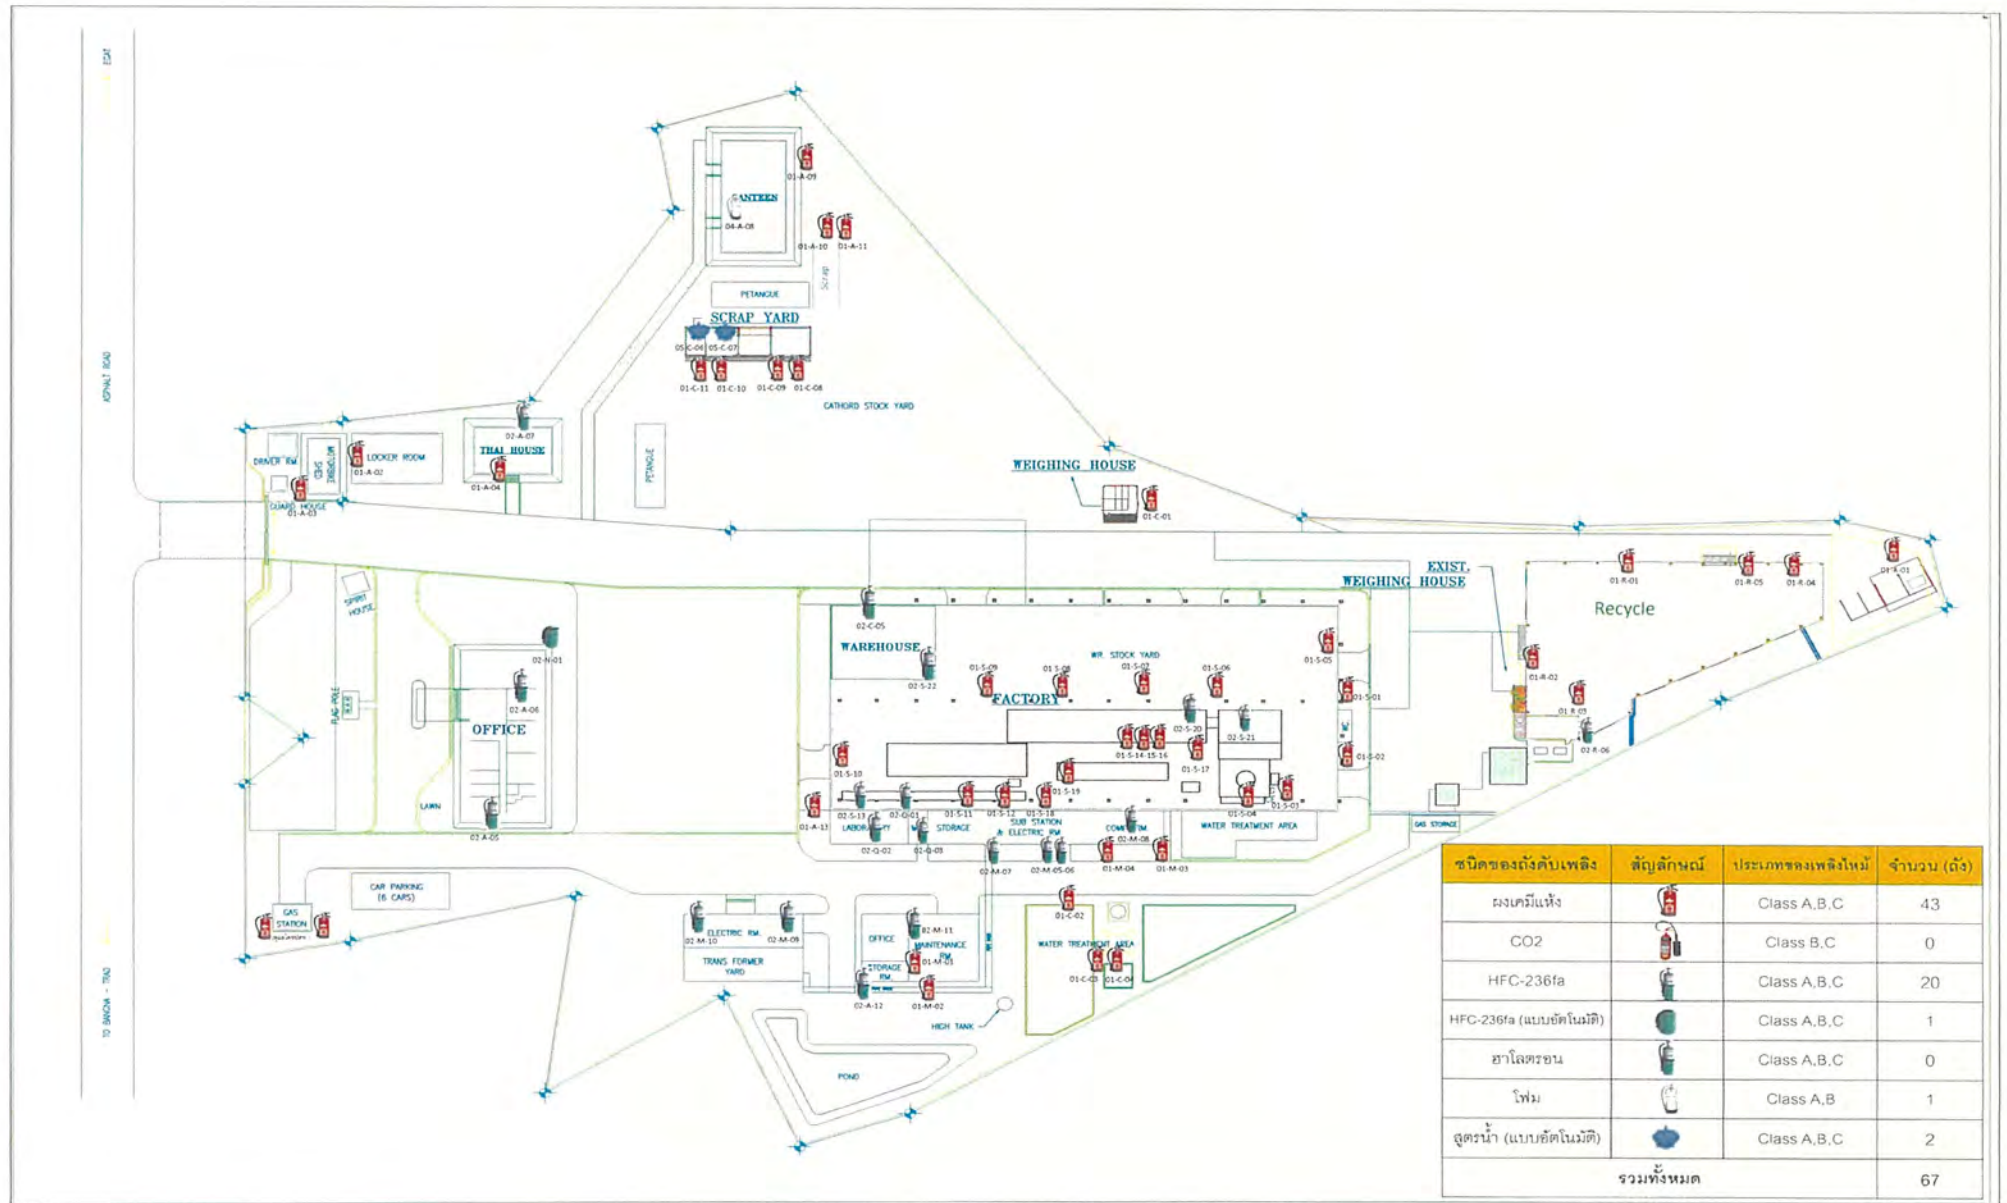 EGAT
ASPHALT ROAD
TO BANGNA - TRAD
01-A-09
CANTEEN
04-A-08
01-A-10
01-A-11
Scrap
PETANGUE
SCRAP YARD
05-C-06
05-C-07
01-C-11
01-C-10
01-C-09
01-C-08
CATHORD STOCK YARD
PETANGUE
02-A-07
THAI HOUSE
01-A-04
DRIVER RM.
MOTORBIKE SHED
LOCKER ROOM
01-A-02
GUARD HOUSE
01-A-03
WEIGHING HOUSE
01-C-01
EXIST.
WEIGHING HOUSE
01-R-01
01-R-05
01-R-04
01-A-01
Recycle
01-R-02
01-R-03
02-R-06
SPIRIT
HOUSE
FLAG-POLE
LAWN
02-N-01
02-A-06
OFFICE
02-A-05
02-C-05
WAREHOUSE
02-S-22
WR. STOCK YARD
01-S-09
01-S-08
01-S-07
01-S-06
01-S-05
FACTORY
01-S-01
02-S-20
02-S-21
WC
01-S-14-15-16
01-S-17
01-S-02
01-S-10
01-S-19
01-A-13
02-S-13
02-Q-01
01-S-11
01-S-12
01-S-18
01-S-04
01-S-03
LABORATORY
STORAGE
SUB STATION
& ELECTRIC RM
02-M-08
WATER TREATMENT AREA
GAS STORAGE
02-Q-02
02-Q-03
02-M-07
02-M-05-06
01-M-04
01-M-03
CAR PARKING
(6 CARS)
GAS
STATION
02-M-10
ELECTRIC RM.
02-M-09
TRANS FORMER
YARD
OFFICE
02-M-11
MAINTENANCE
RM.
01-M-01
STORAGE
RM.
02-A-12
01-M-02
HIGH TANK
POND
01-C-02
WATER TREATMENT AREA
01-C-03
01-C-04
ชนิดของถังดับเพลิง สัญลักษณ์ ประเภทของเพลิงไหม้ จำนวน (ถัง)
ผงเคมีแห้ง Class A,B,C 43
CO2 Class B,C 0
HFC-236fa Class A,B,C 20
HFC-236fa (แบบอัตโนมัติ) Class A,B,C 1
ฮาโลตรอน Class A,B,C 0
โฟม Class A,B 1
สูตรน้ำ (แบบอัตโนมัติ) Class A,B,C 2
รวมทั้งหมด 67